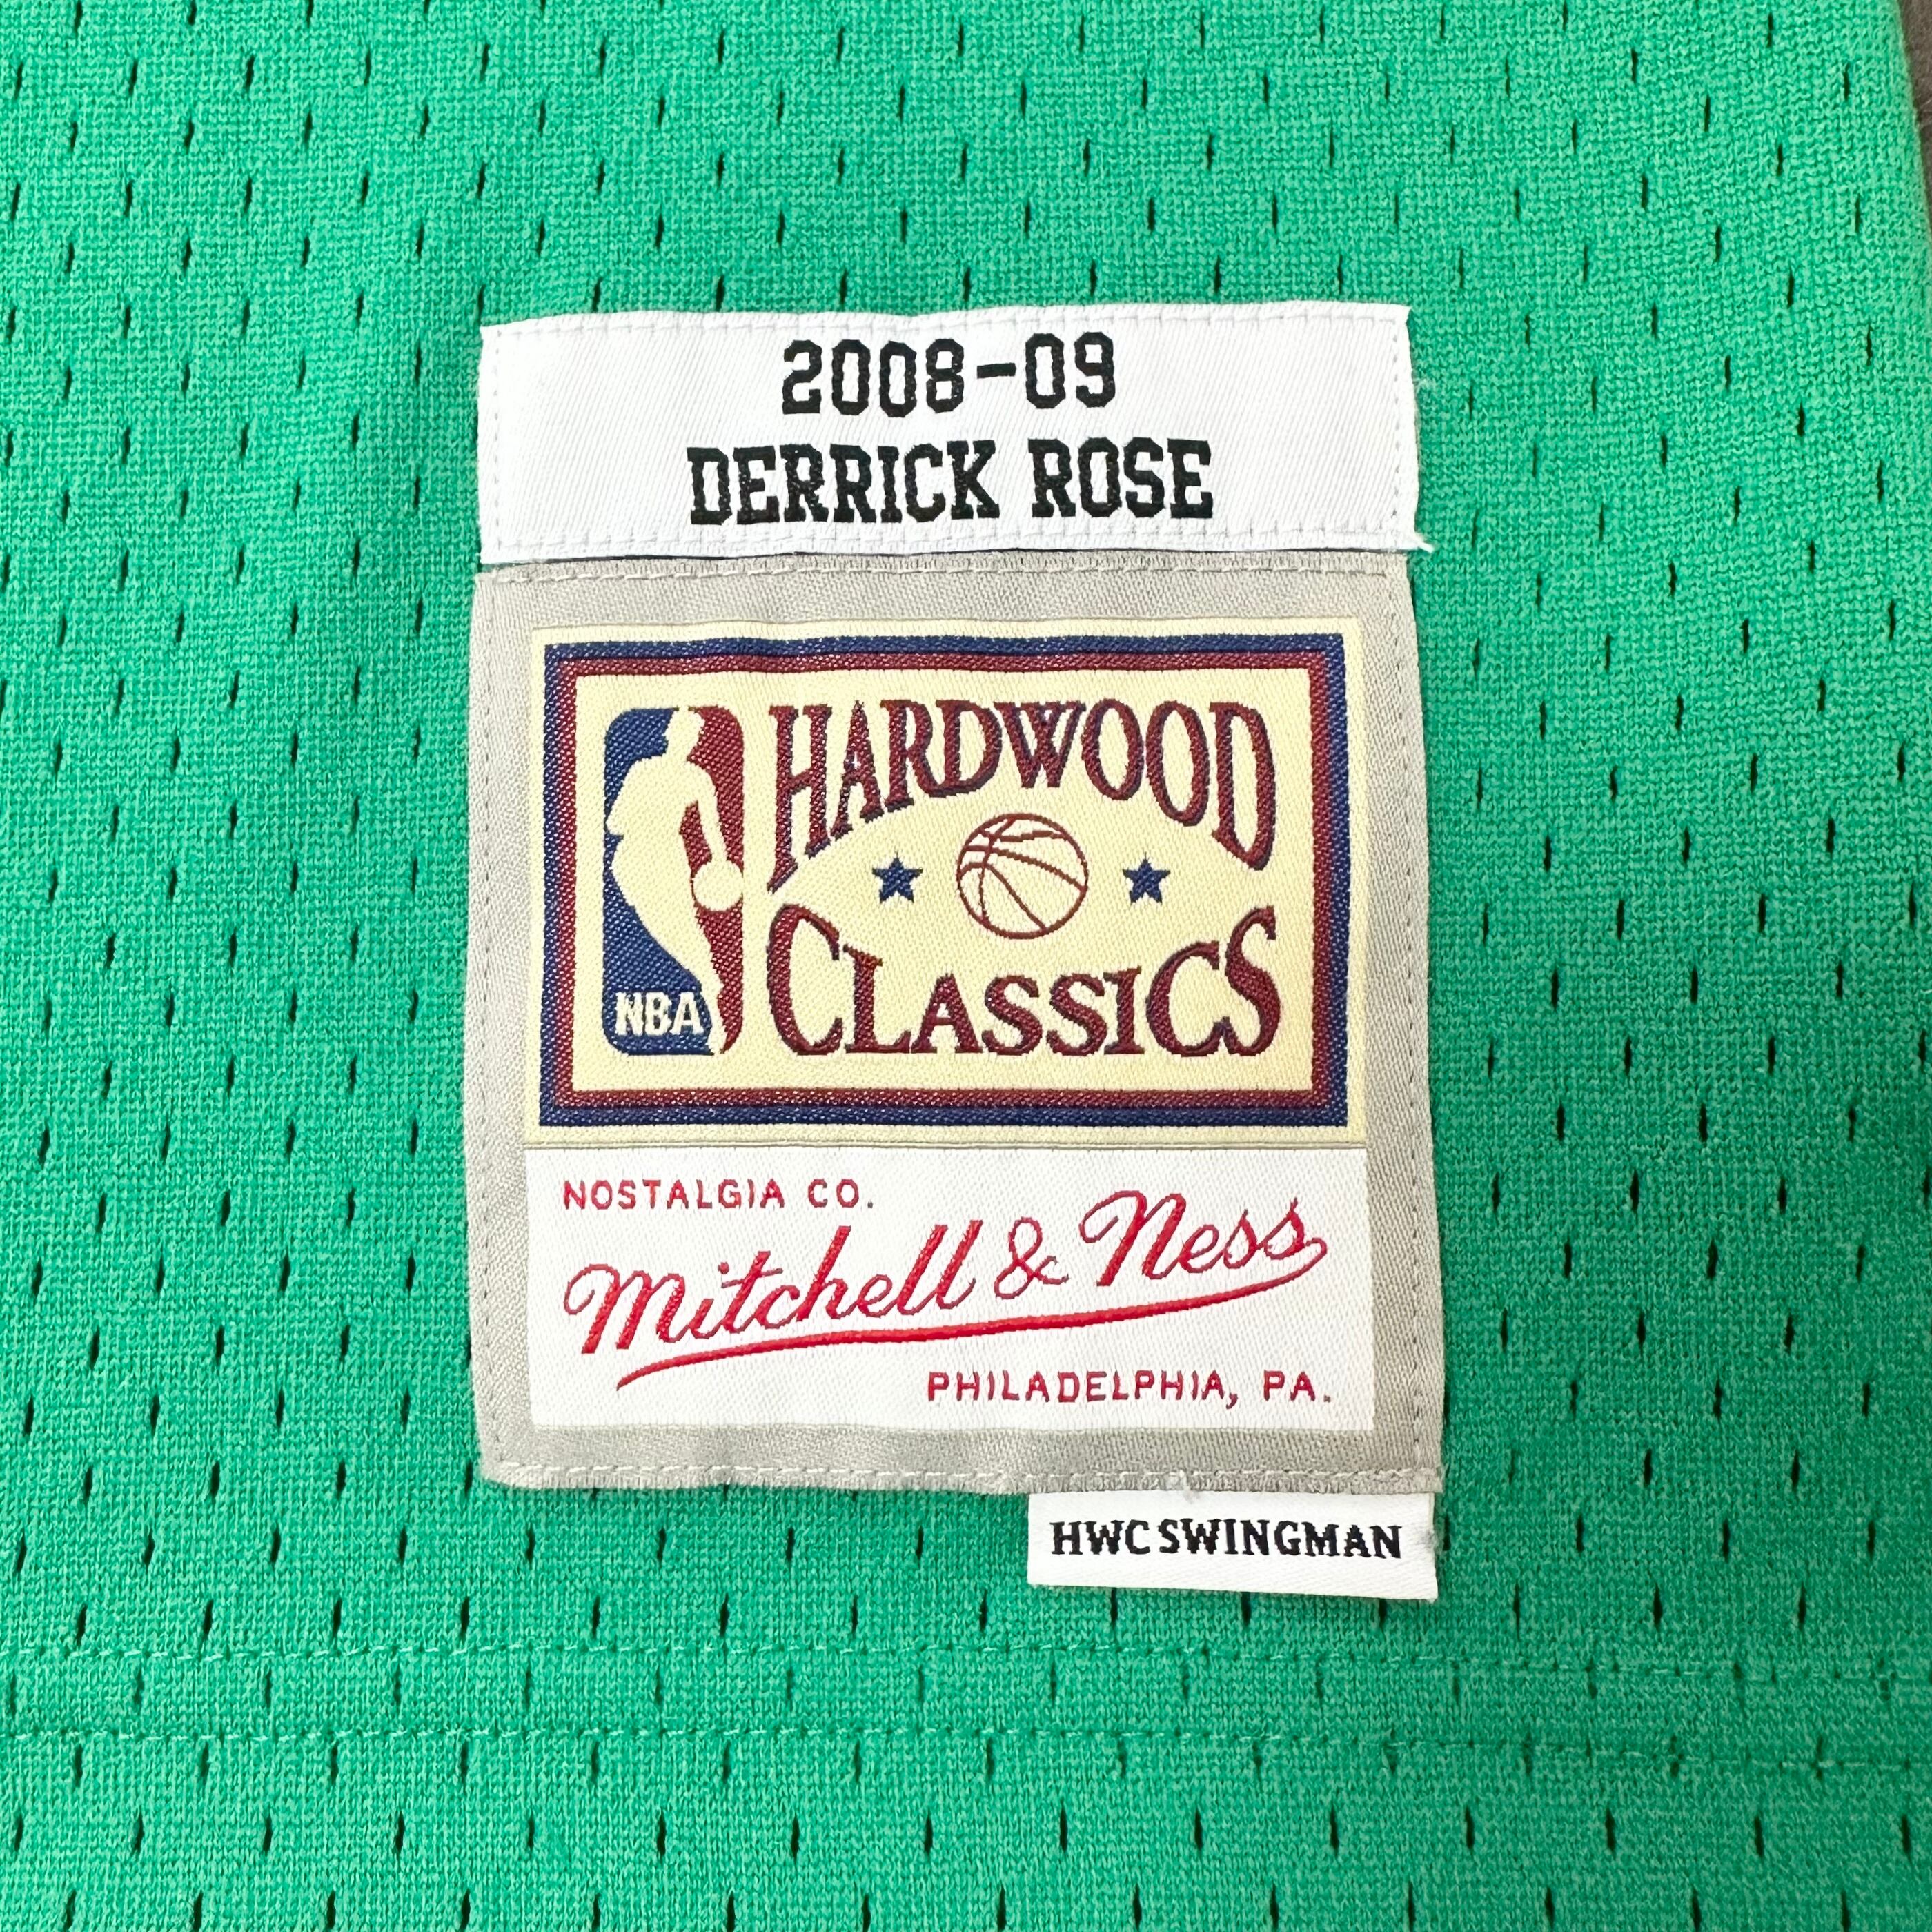 2008-09
DERRICK ROSE
HARDWOOD
CLASSICS
NBA
NOSTALGIA CO.
Mitchell & Ness
PHILADELPHIA, PA.
HWC SWINGMAN